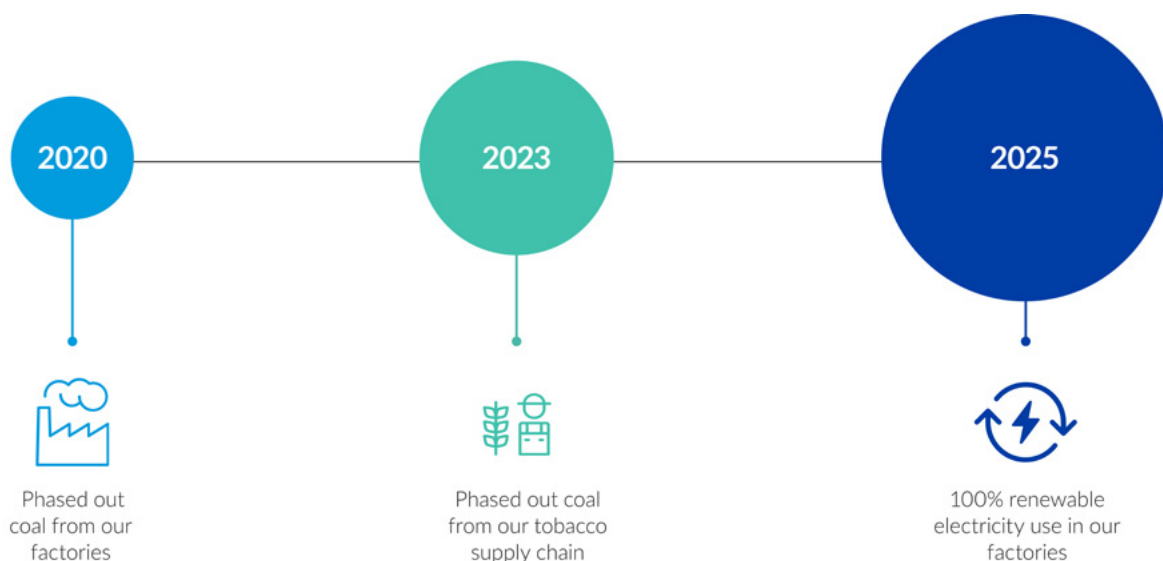 2020
2023
2025
Phased out
coal from our
factories
Phased out coal
from our tobacco
supply chain
100% renewable
electricity use in our
factories